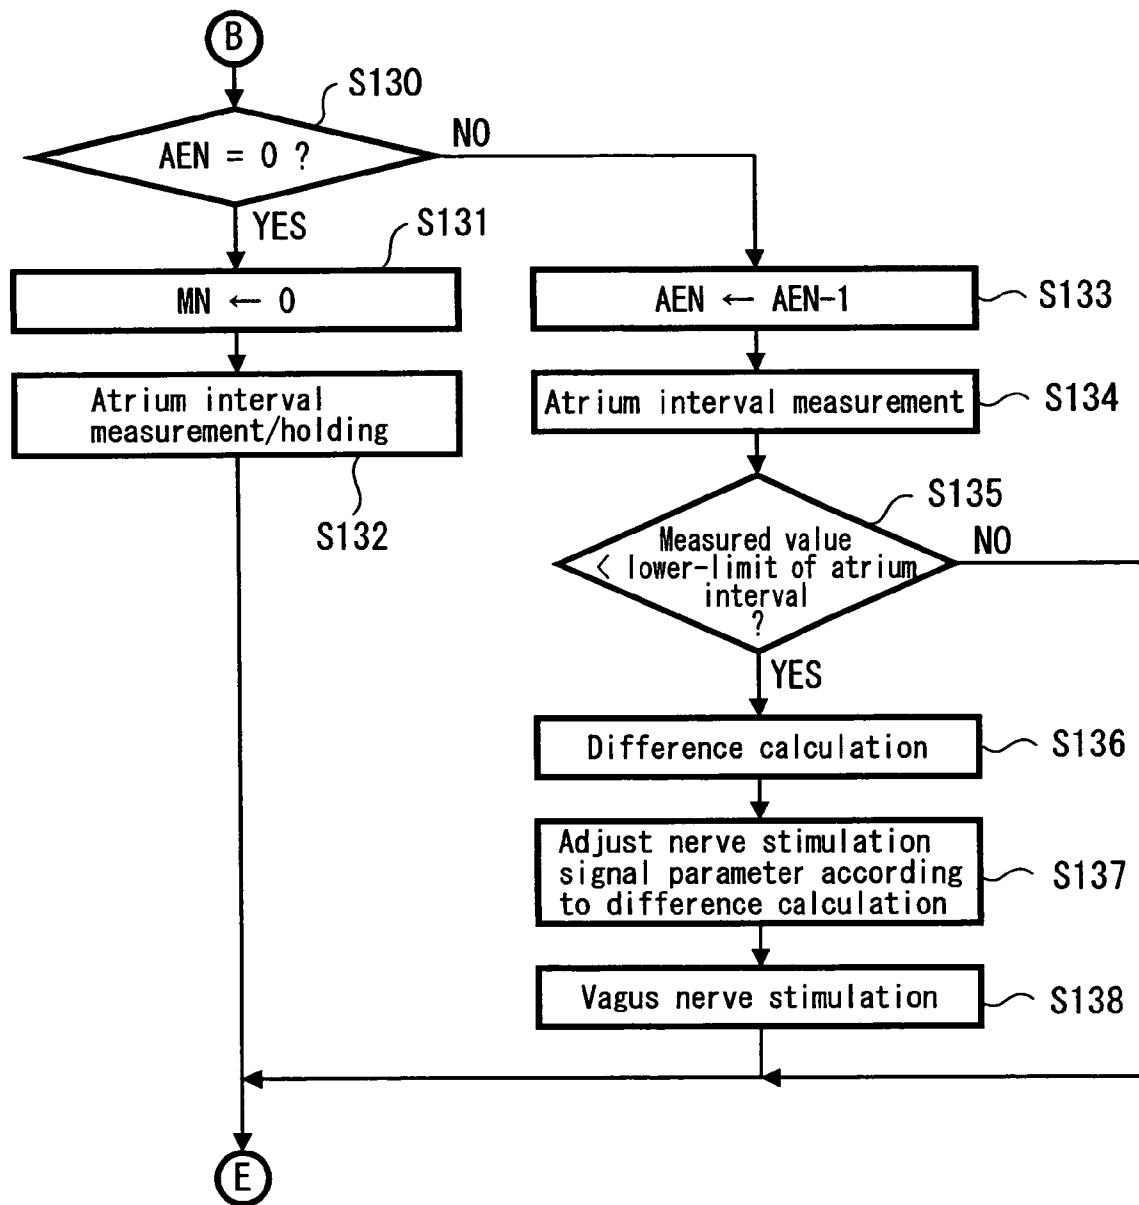 B
S130
AEN = 0 ?
NO
YES
S131
MN ← 0
S133
AEN ← AEN-1
Atrium interval
measurement/holding
S132
S134
Atrium interval measurement
S135
Measured value
< lower-limit of atrium
interval
?
NO
YES
Difference calculation
S136
Adjust nerve stimulation
signal parameter according
to difference calculation
S137
Vagus nerve stimulation
S138
E